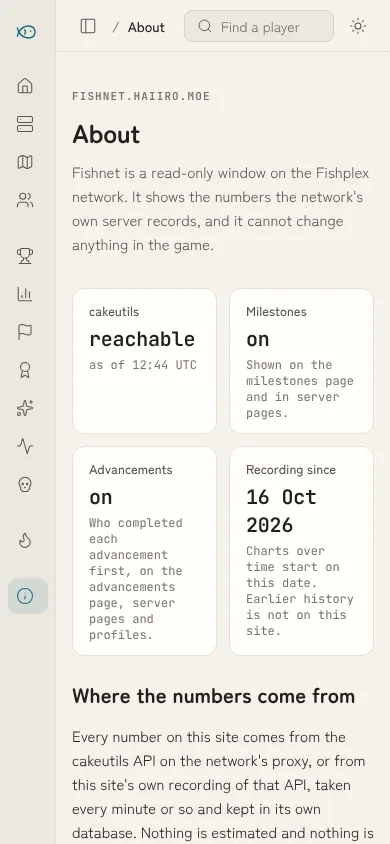 / About
Find a player
FISHNET.HAIIRO.MOE
About
Fishnet is a read-only window on the Fishplex
network. It shows the numbers the network's
own server records, and it cannot change
anything in the game.
cakeutils
reachable
as of 12:44 UTC
Milestones
on
Shown on the
milestones page
and in server
pages.
Advancements
on
Who completed
each
advancement
first, on the
advancements
page, server
pages and
profiles.
Recording since
16 Oct
2026
Charts over
time start on
this date.
Earlier history
is not on this
site.
Where the numbers come from
Every number on this site comes from the
cakeutils API on the network's proxy, or from
this site's own recording of that API, taken
every minute or so and kept in its own
database. Nothing is estimated and nothing is